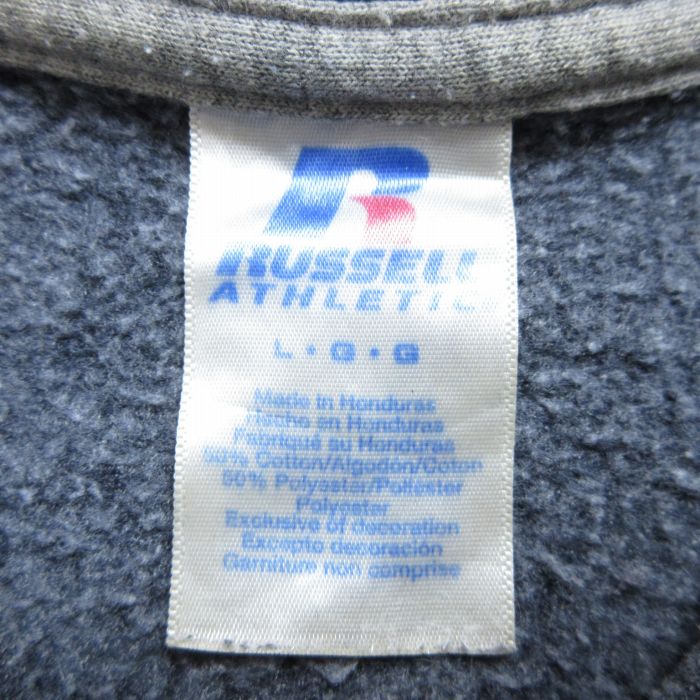 R
RUSSELL
ATHLETIC
L • G • G
Made in Honduras
Hecho en Honduras
Fabriqué au Honduras
50% Cotton/Algodón/Coton
50% Polyester/Poliester
Polyester
Exclusive of decoration
Excepto decoración
Garniture non comprise